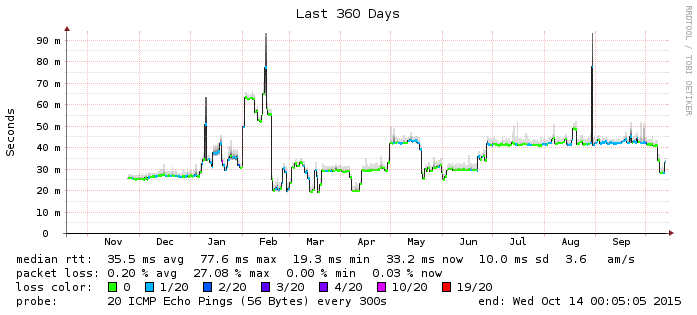 Last 360 Days
RRDTOOL / TOBI OETIKER
Seconds
90 m
80 m
70 m
60 m
50 m
40 m
30 m
20 m
10 m
0
Nov Dec Jan Feb Mar Apr May Jun Jul Aug Sep
median rtt: 35.5 ms avg 77.6 ms max 19.3 ms min 33.2 ms now 10.0 ms sd 3.6 am/s
packet loss: 0.20 % avg 27.08 % max 0.00 % min 0.03 % now
loss color: 0 1/20 2/20 3/20 4/20 10/20 19/20
probe: 20 ICMP Echo Pings (56 Bytes) every 300s end: Wed Oct 14 00:05:05 2015